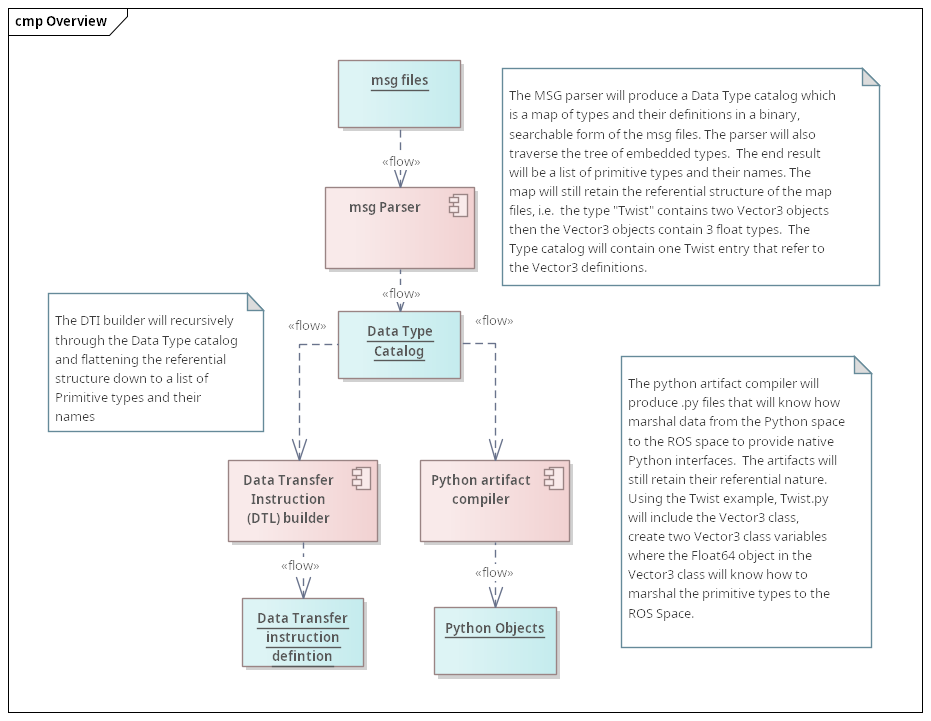 cmp Overview
msg files
The MSG parser will produce a Data Type catalog which
is a map of types and their definitions in a binary,
searchable form of the msg files. The parser will also
traverse the tree of embedded types.  The end result
will be a list of primitive types and their names. The
map will still retain the referential structure of the map
files, i.e.  the type "Twist" contains two Vector3 objects
then the Vector3 objects contain 3 float types.  The
Type catalog will contain one Twist entry that refer to
the Vector3 definitions.
«flow»
msg Parser
«flow»
The DTI builder will recursively
through the Data Type catalog
and flattening the referential
structure down to a list of
Primitive types and their
names
«flow»
Data Type
Catalog
«flow»
The python artifact compiler will
produce .py files that will know how
marshal data from the Python space
to the ROS space to provide native
Python interfaces.  The artifacts will
still retain their referential nature.
Using the Twist example, Twist.py
will include the Vector3 class,
create two Vector3 class variables
where the Float64 object in the
Vector3 class will know how to
marshal the primitive types to the
ROS Space.
Data Transfer
Instruction
(DTL) builder
Python artifact
compiler
«flow»
«flow»
Data Transfer
instruction
defintion
Python Objects